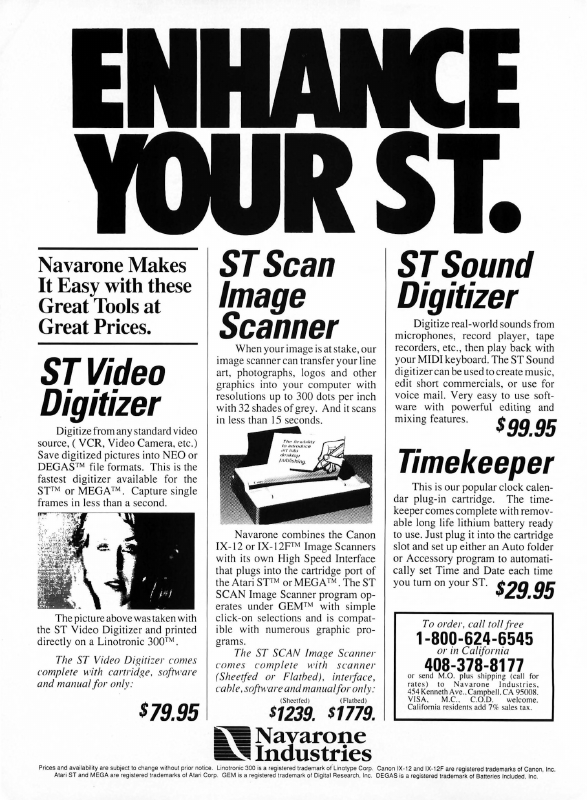 ENHANCE
YOUR ST.
Navarone Makes
It Easy with these
Great Tools at
Great Prices.
ST Video
Digitizer
Digitize from any standard video
source, ( VCR, Video Camera, etc.)
Save digitized pictures into NEO or
DEGAS™ file formats. This is the
fastest digitizer available for the
ST™ or MEGA™. Capture single
frames in less than a second.
The picture above was taken with
the ST Video Digitizer and printed
directly on a Linotronic 300™.
The ST Video Digitizer comes
complete with cartridge, software
and manual for only:
$79.95
ST Scan
Image
Scanner
When your image is at stake, our
image scanner can transfer your line
art, photographs, logos and other
graphics into your computer with
resolutions up to 300 dots per inch
with 32 shades of grey. And it scans
in less than 15 seconds.
Navarone combines the Canon
IX-12 or IX-12F™ Image Scanners
with its own High Speed Interface
that plugs into the cartridge port of
the Atari ST™ or MEGA™. The ST
SCAN Image Scanner program op-
erates under GEM™ with simple
click-on selections and is compat-
ible with numerous graphic pro-
grams.
The ST SCAN Image Scanner
comes complete with scanner
(Sheetfed or Flatbed), interface,
cable, software and manual for only:
(Sheetfed) (Flatbed)
$1239. $1779.
ST Sound
Digitizer
Digitize real-world sounds from
microphones, record player, tape
recorders, etc., then play back with
your MIDI keyboard. The ST Sound
digitizer can be used to create music,
edit short commercials, or use for
voice mail. Very easy to use soft-
ware with powerful editing and
mixing features.
$99.95
Timekeeper
This is our popular clock calen-
dar plug-in cartridge. The time-
keeper comes complete with remov-
able long life lithium battery ready
to use. Just plug it into the cartridge
slot and set up either an Auto folder
or Accessory program to automati-
cally set Time and Date each time
you turn on your ST.
$29.95
To order, call toll free
1-800-624-6545
or in California
408-378-8177
or send M.O. plus shipping (call for
rates) to Navarone Industries,
454 Kenneth Ave., Campbell, CA 95008.
VISA, M.C., C.O.D. welcome.
California residents add 7% sales tax.
Navarone
Industries
Prices and availability are subject to change without prior notice. Linotronic 300 is a registered trademark of Linotype Corp. Canon IX-12 and IX-12F are registered trademarks of Canon, Inc.
Atari ST and MEGA are registered trademarks of Atari Corp. GEM is a registered trademark of Digital Research, Inc. DEGAS is a registered trademark of Batteries Included, Inc.